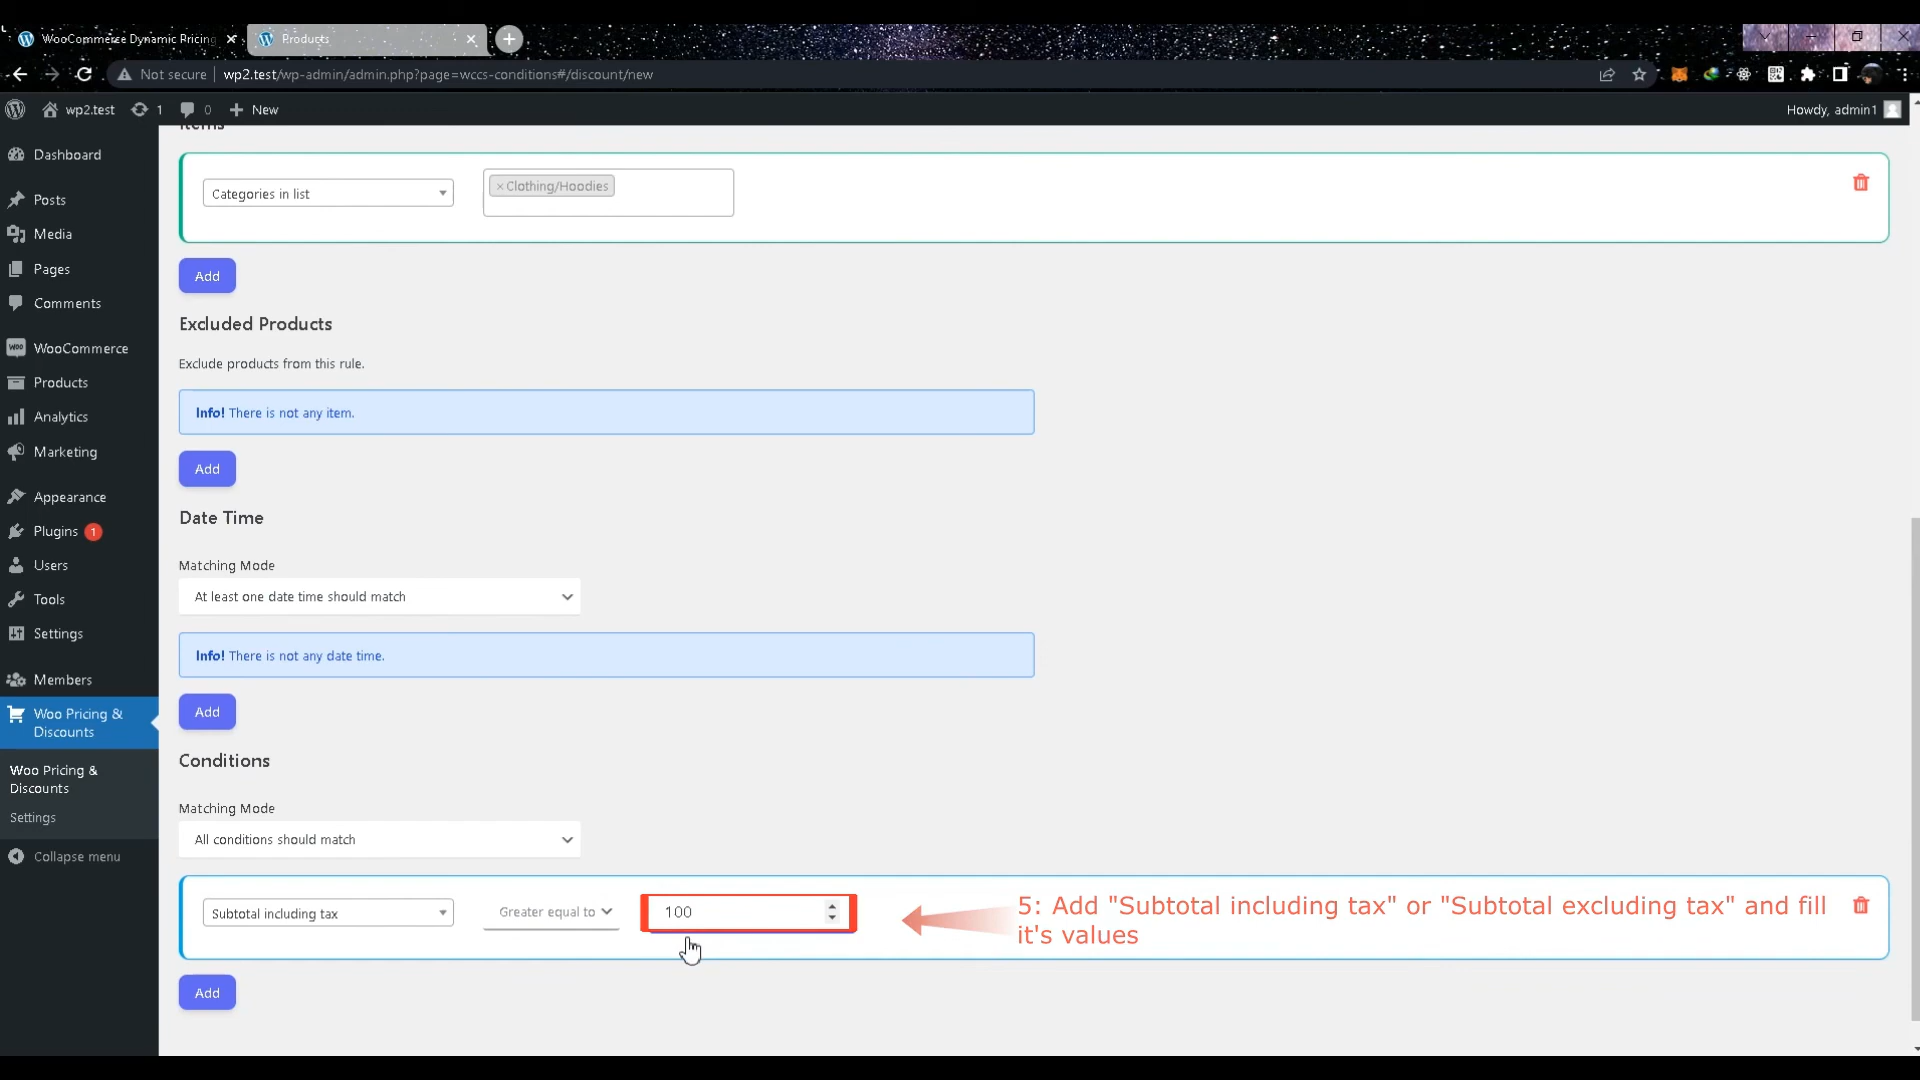 WooCommerce Dynamic Pricing
Products
Not secure
wp2.test/wp-admin/admin.php?page=wccs-conditions#/discount/new
wp2.test
1
0
New
Howdy, admin1
Dashboard
Posts
Media
Pages
Comments
WooCommerce
Products
Analytics
Marketing
Appearance
Plugins 1
Users
Tools
Settings
Members
Woo Pricing &
Discounts
Woo Pricing &
Discounts
Settings
Collapse menu
Items
Categories in list
×Clothing/Hoodies
Add
Excluded Products
Exclude products from this rule.
Info! There is not any item.
Add
Date Time
Matching Mode
At least one date time should match
Info! There is not any date time.
Add
Conditions
Matching Mode
All conditions should match
Subtotal including tax
Greater equal to
100
5: Add "Subtotal including tax" or "Subtotal excluding tax" and fill
it's values
Add